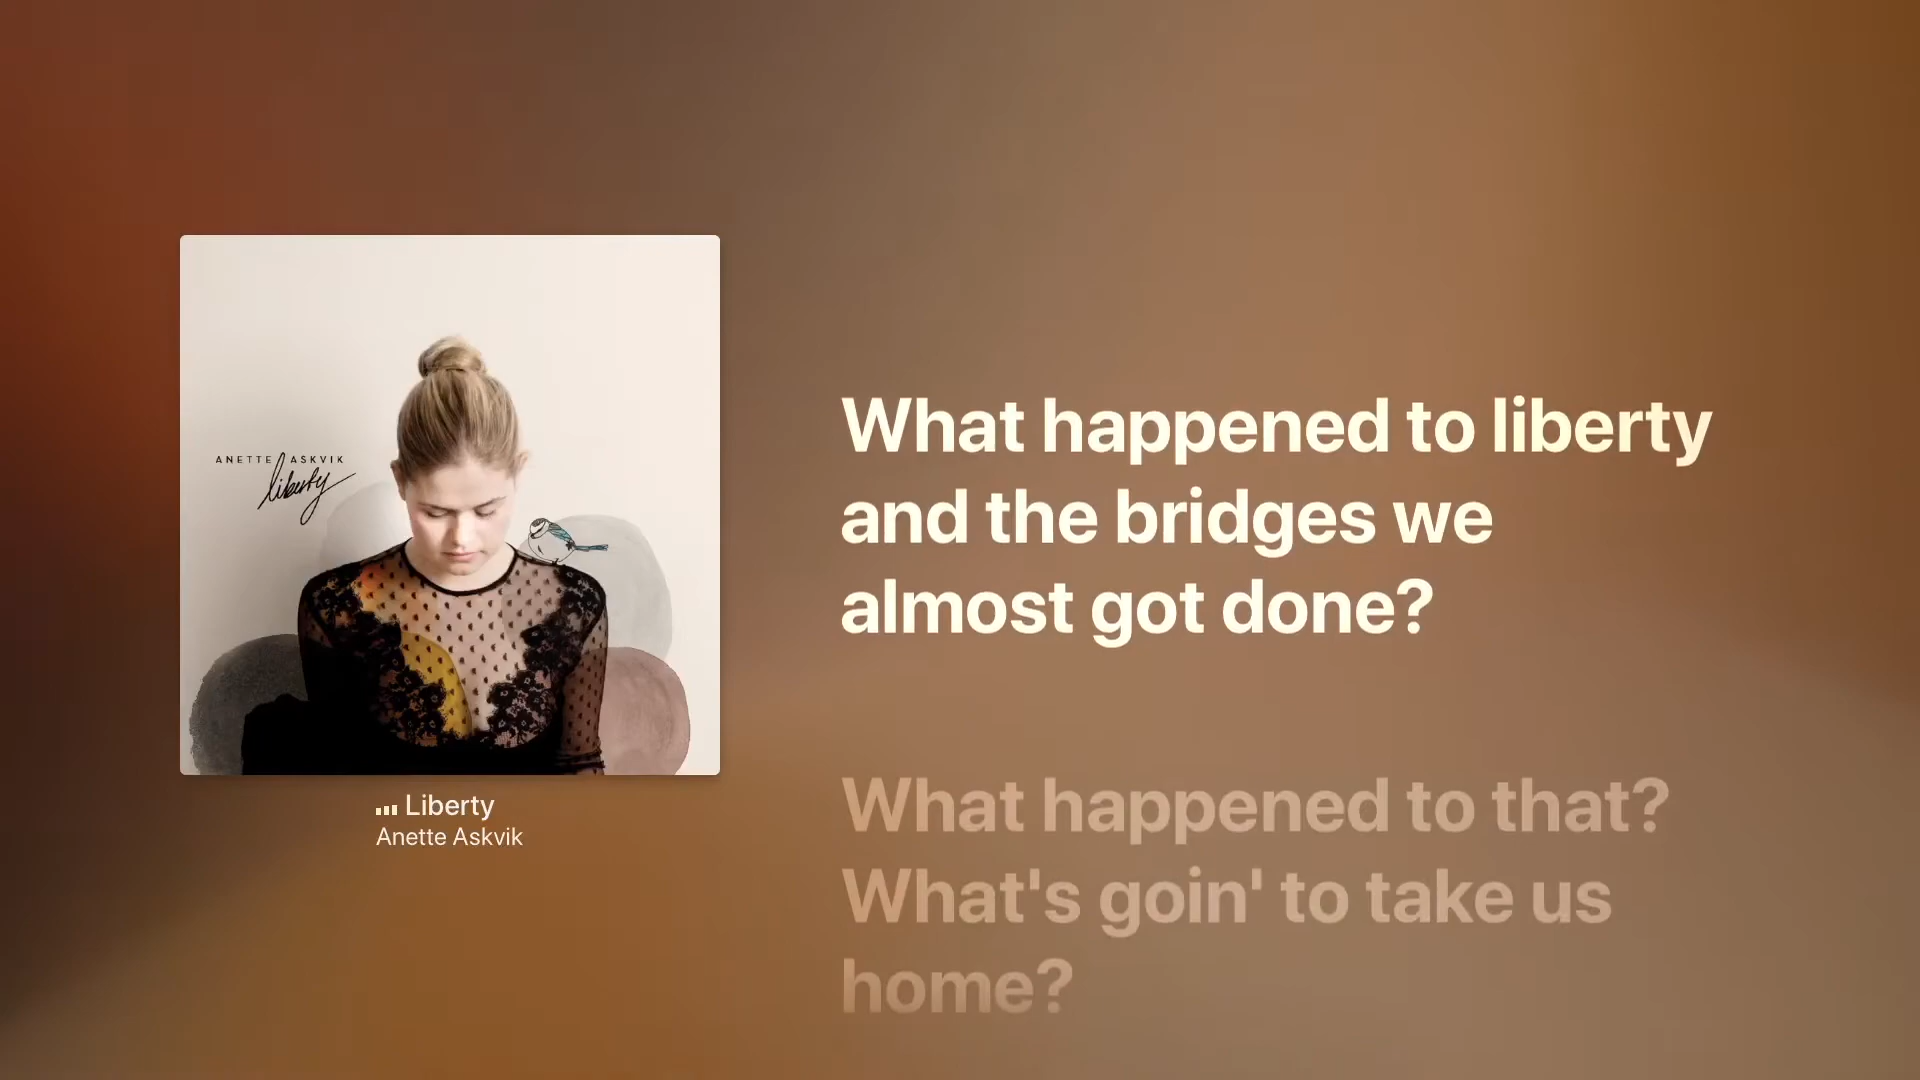 ANETTE ASKVIK
liberty
Liberty
Anette Askvik
What happened to liberty
and the bridges we
almost got done?
What happened to that?
What's goin' to take us
home?